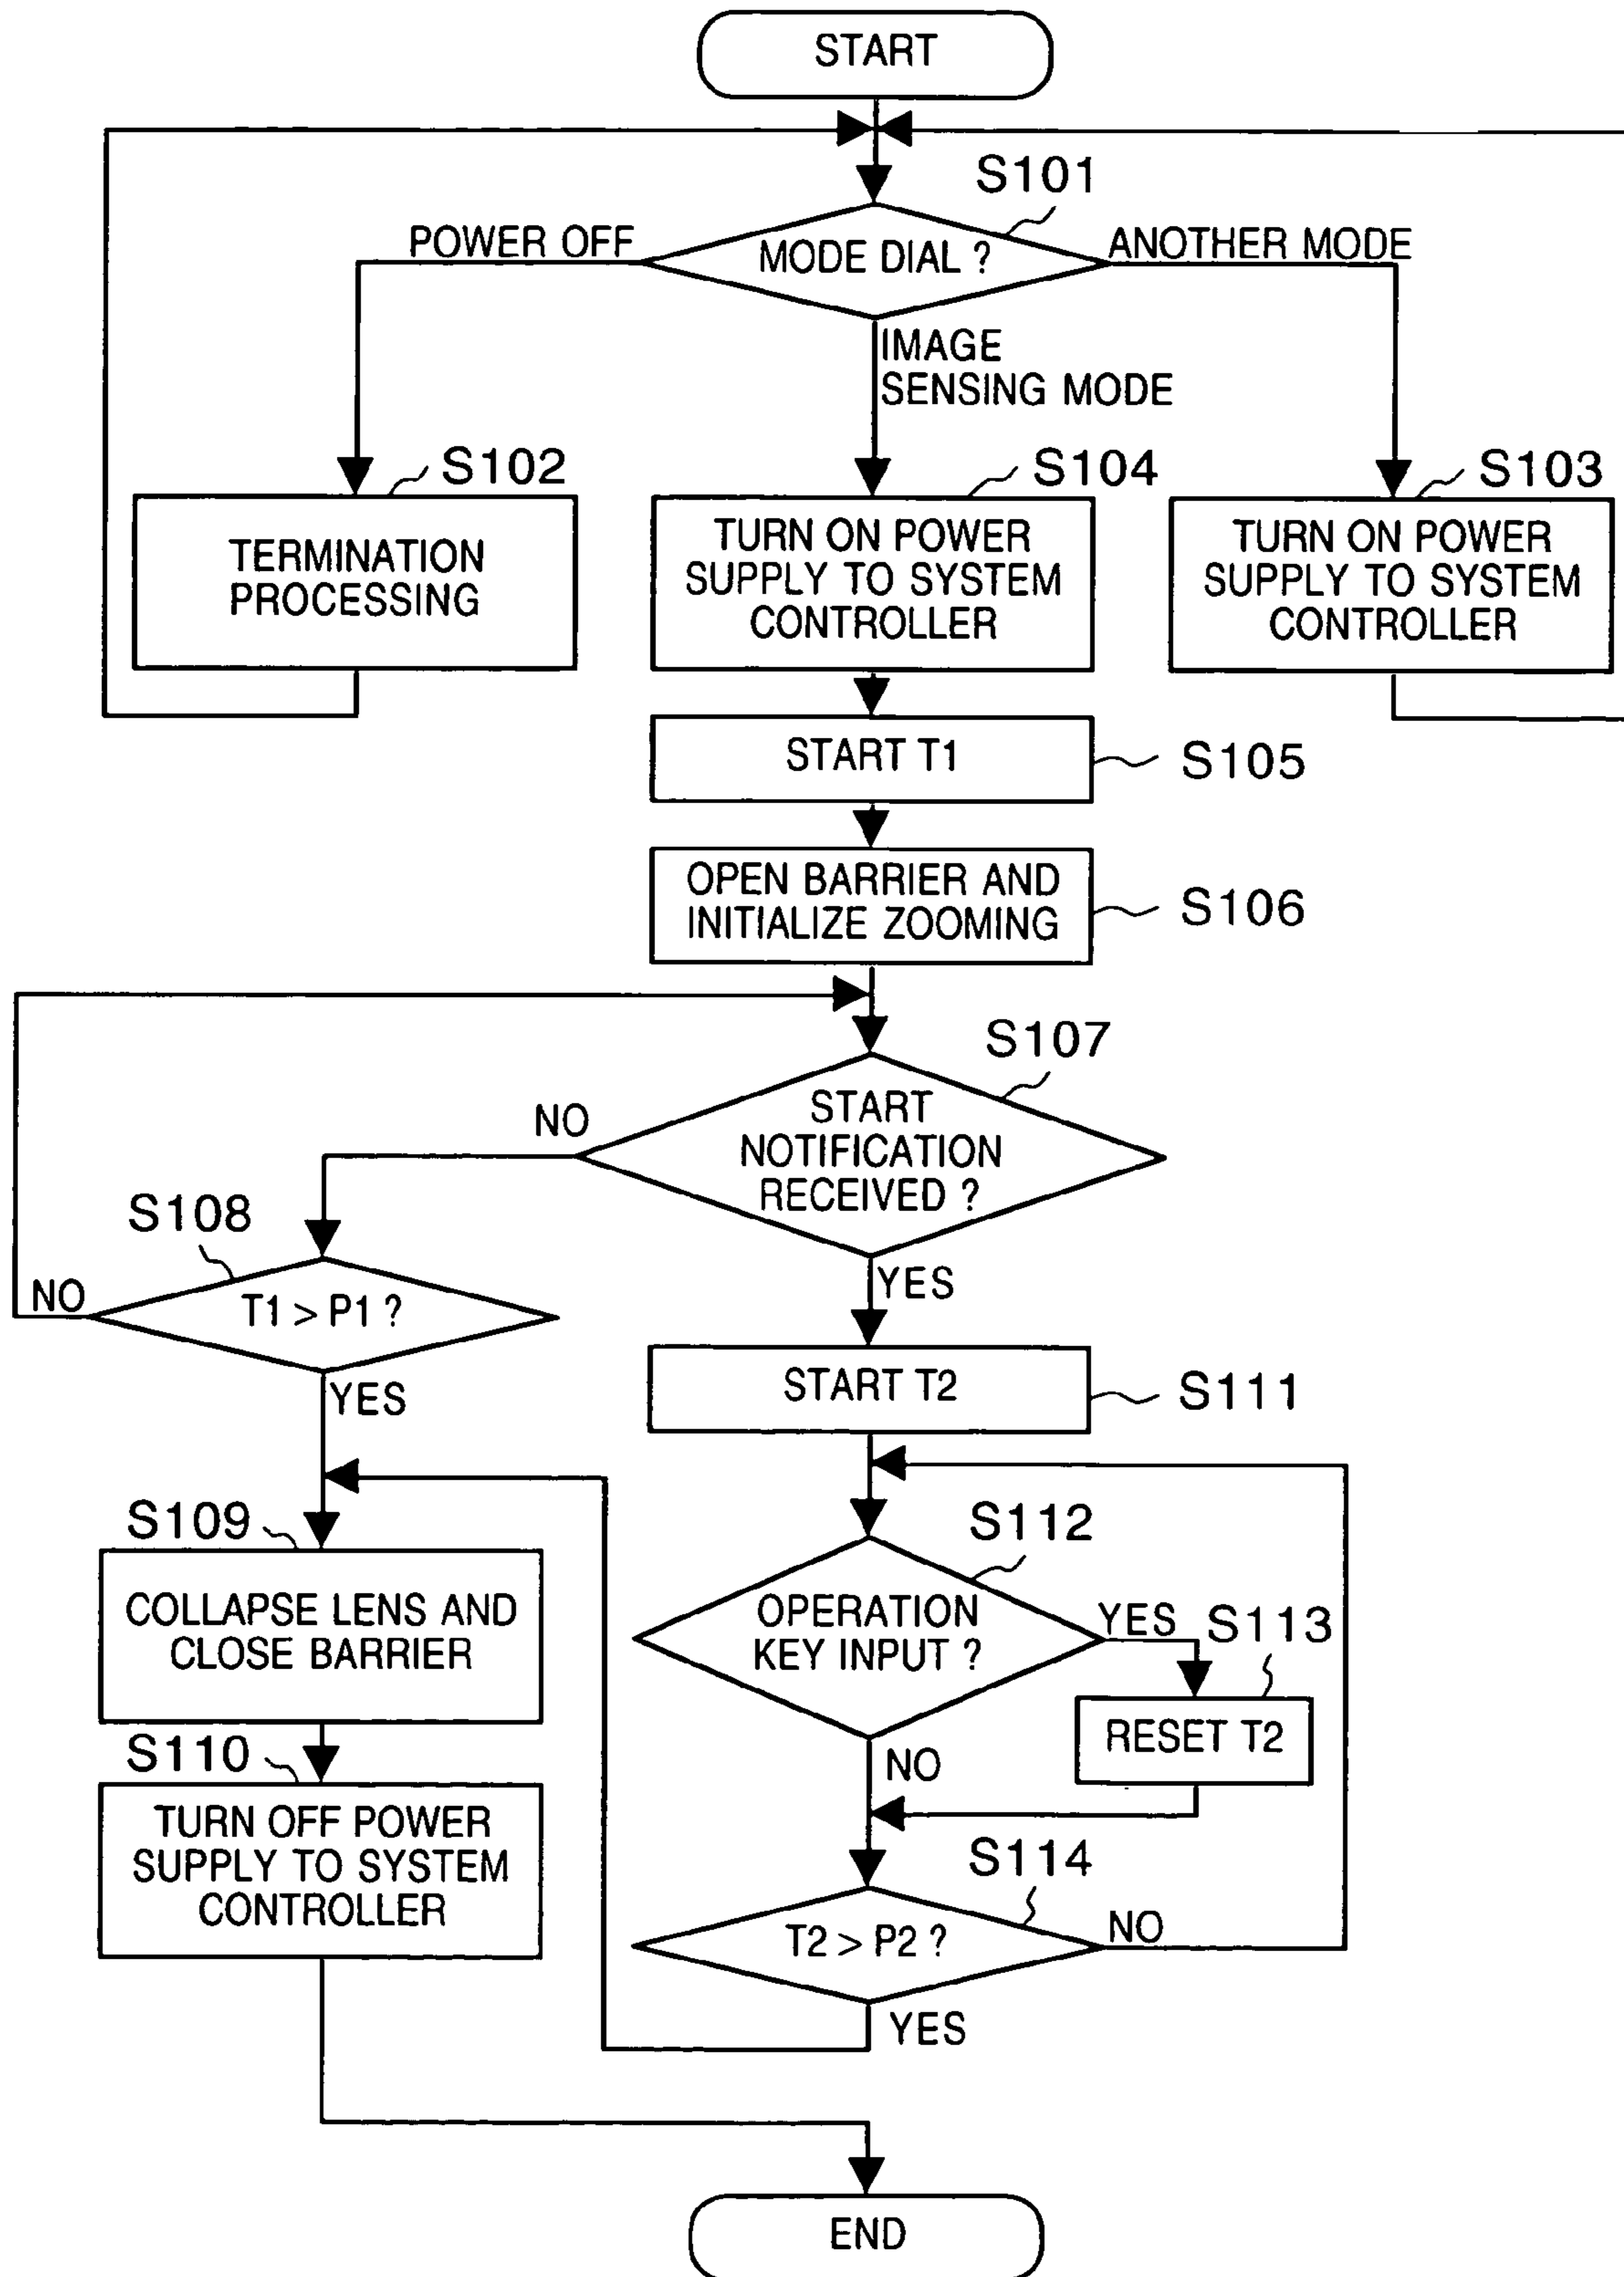 START
S101
POWER OFF
MODE DIAL ?
ANOTHER MODE
IMAGE
SENSING MODE
S102
S104
S103
TERMINATION
PROCESSING
TURN ON POWER
SUPPLY TO SYSTEM
CONTROLLER
TURN ON POWER
SUPPLY TO SYSTEM
CONTROLLER
START T1
S105
OPEN BARRIER AND
INITIALIZE ZOOMING
S106
S107
NO
START
NOTIFICATION
RECEIVED ?
S108
YES
NO
T1 > P1 ?
YES
START T2
S111
S109
S112
COLLAPSE LENS AND
CLOSE BARRIER
OPERATION
KEY INPUT ?
YES
S113
RESET T2
S110
NO
TURN OFF POWER
SUPPLY TO SYSTEM
CONTROLLER
S114
T2 > P2 ?
NO
YES
END